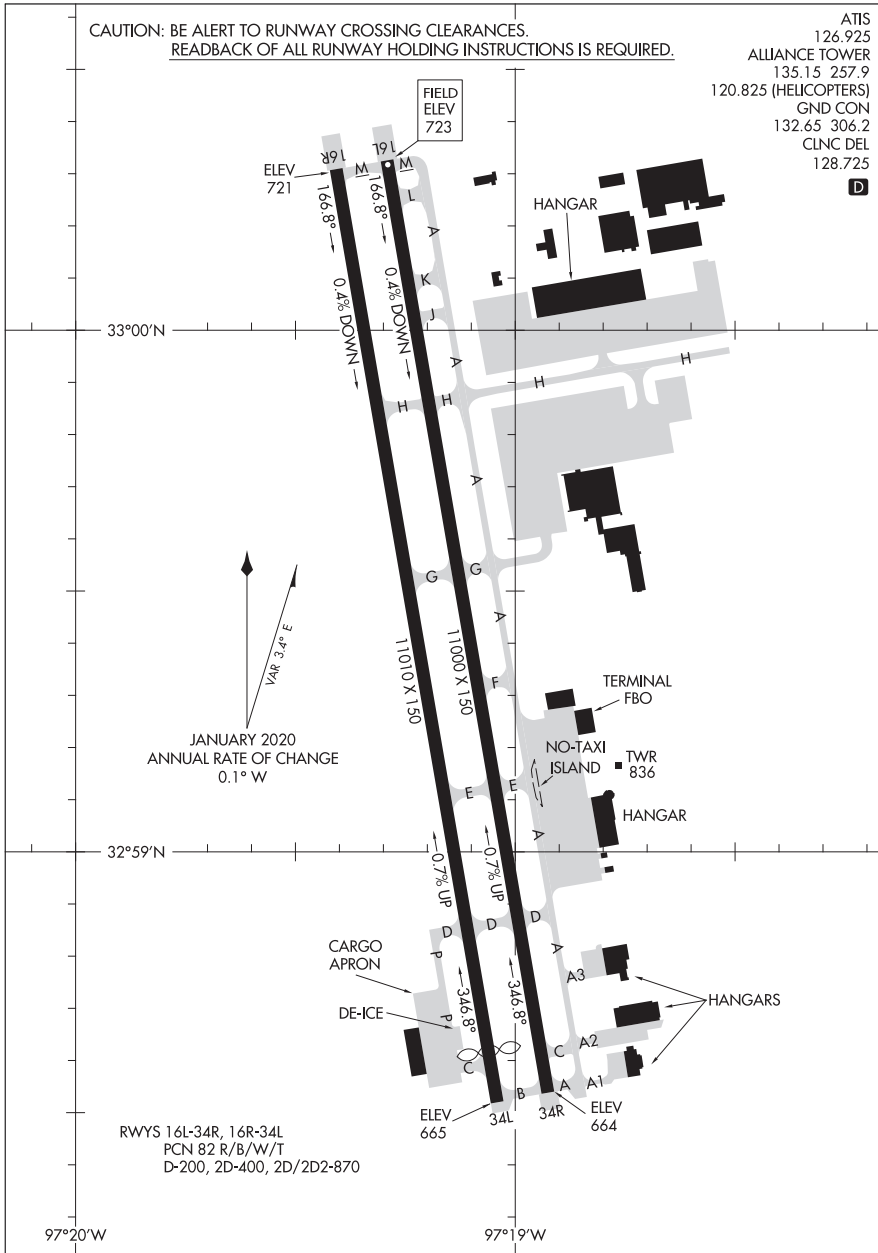 CAUTION: BE ALERT TO RUNWAY CROSSING CLEARANCES.
READBACK OF ALL RUNWAY HOLDING INSTRUCTIONS IS REQUIRED.
ATIS
126.925
ALLIANCE TOWER
135.15 257.9
120.825 (HELICOPTERS)
GND CON
132.65 306.2
CLNC DEL
128.725
D
FIELD
ELEV
723
ELEV
721
16R
16L
M
M
166.8°
166.8°
L
A
HANGAR
K
J
0.4% DOWN
0.4% DOWN
33°00'N
A
H
H
H
H
A
G
G
A
VAR 3.4° E
11010 X 150
11000 X 150
F
TERMINAL
FBO
JANUARY 2020
ANNUAL RATE OF CHANGE
0.1° W
NO-TAXI
ISLAND
TWR
836
E
E
HANGAR
A
32°59'N
0.7% UP
0.7% UP
D
D
D
CARGO
APRON
P
A
A3
346.8°
346.8°
DE-ICE
P
HANGARS
C
C
A2
B
A
A1
ELEV
665
34L
34R
ELEV
664
RWYS 16L-34R, 16R-34L
PCN 82 R/B/W/T
D-200, 2D-400, 2D/2D2-870
97°20'W
97°19'W